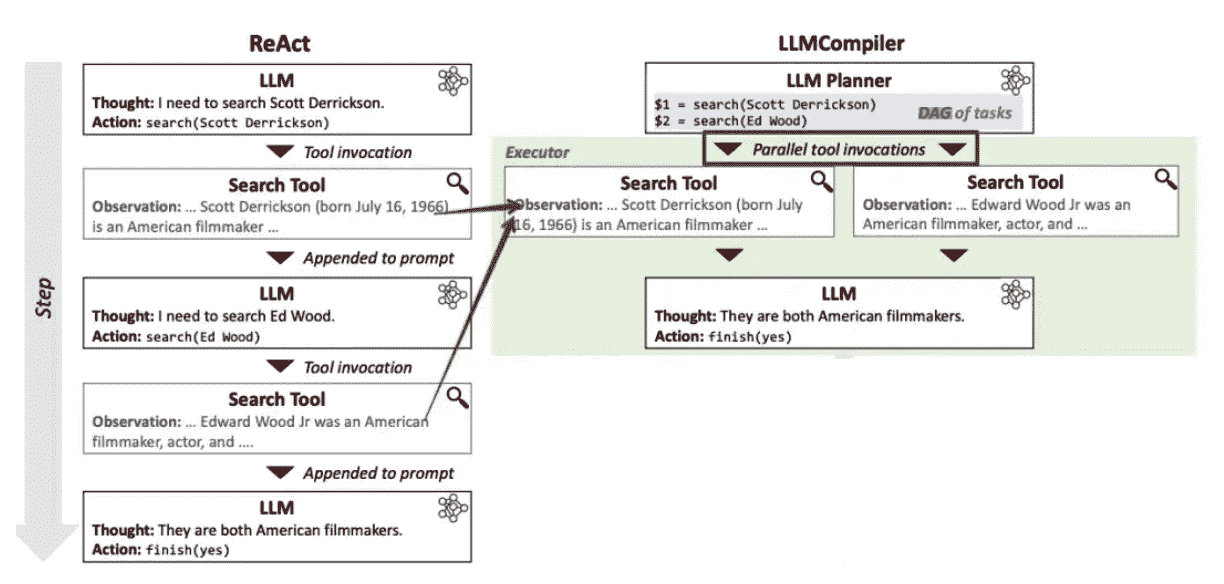 ReAct
LLM
Thought: I need to search Scott Derrickson.
Action: search(Scott Derrickson)
Tool invocation
Search Tool
Observation: ... Scott Derrickson (born July 16, 1966)
is an American filmmaker ...
Appended to prompt
LLM
Thought: I need to search Ed Wood.
Action: search(Ed Wood)
Tool invocation
Search Tool
Observation: ... Edward Wood Jr was an American
filmmaker, actor, and ....
Appended to prompt
LLM
Thought: They are both American filmmakers.
Action: finish(yes)
Step
LLMCompiler
LLM Planner
$1 = search(Scott Derrickson)
$2 = search(Ed Wood)
DAG of tasks
Executor
Parallel tool invocations
Search Tool
Observation: ... Scott Derrickson (born July
16, 1966) is an American filmmaker ...
Search Tool
Observation: ... Edward Wood Jr was an
American filmmaker, actor, and ...
LLM
Thought: They are both American filmmakers.
Action: finish(yes)